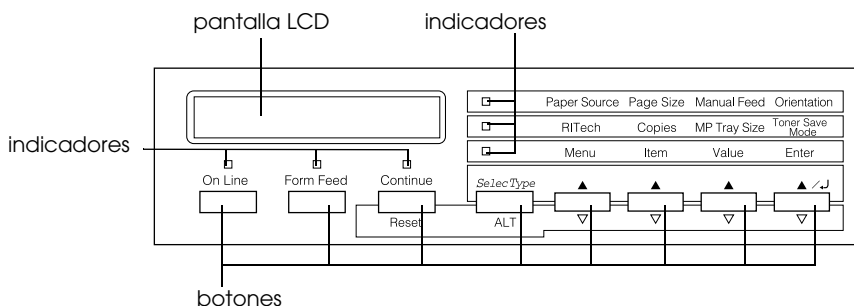 pantalla LCD indicadores
Paper Source Page Size Manual Feed Orientation
RITech Copies MP Tray Size Toner Save Mode
indicadores
Menu Item Value Enter
On Line Form Feed Continue SelecType
Reset ALT
botones